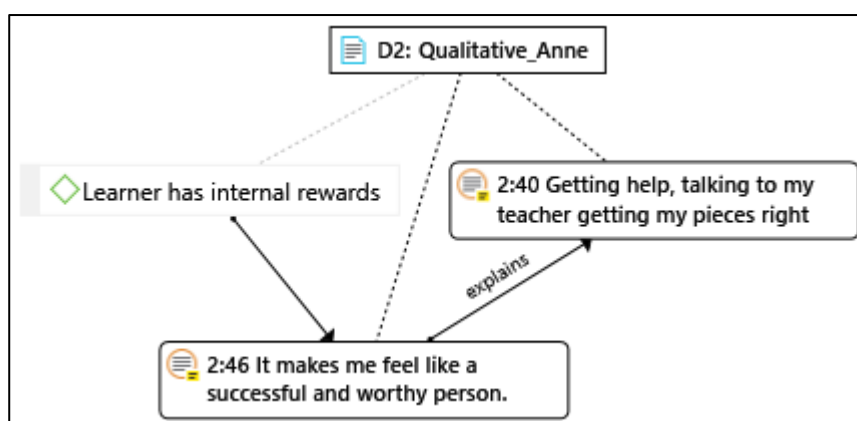 D2: Qualitative_Anne
Learner has internal rewards
2:40 Getting help, talking to my
teacher getting my pieces right
explains
2:46 It makes me feel like a
successful and worthy person.